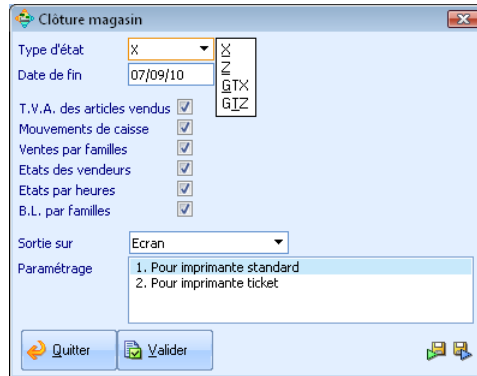 Clôture magasin
Type d'état X
X
Z
GTX
GTZ
Date de fin 07/09/10
T.V.A. des articles vendus
Mouvements de caisse
Ventes par familles
Etats des vendeurs
Etats par heures
B.L. par familles
Sortie sur Ecran
Paramétrage
1. Pour imprimante standard
2. Pour imprimante ticket
Quitter Valider